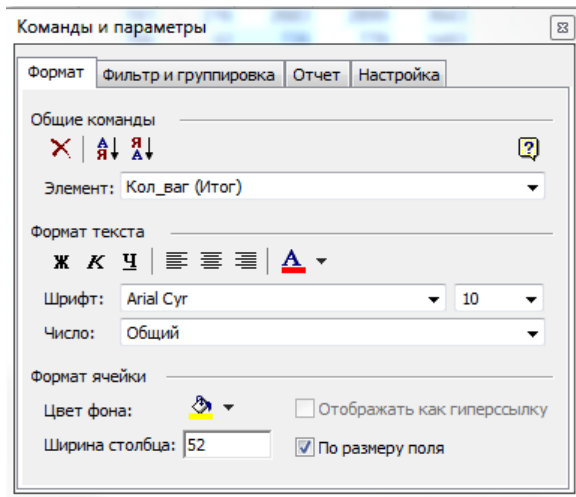 Команды и параметры
Формат Фильтр и группировка Отчет Настройка
Общие команды
А Я Я А ?
Элемент: Кол_ваг (Итог)
Формат текста
Ж К Ч А
Шрифт: Arial Cyr 10
Число: Общий
Формат ячейки
Цвет фона: Отображать как гиперссылку
Ширина столбца: 52 По размеру поля